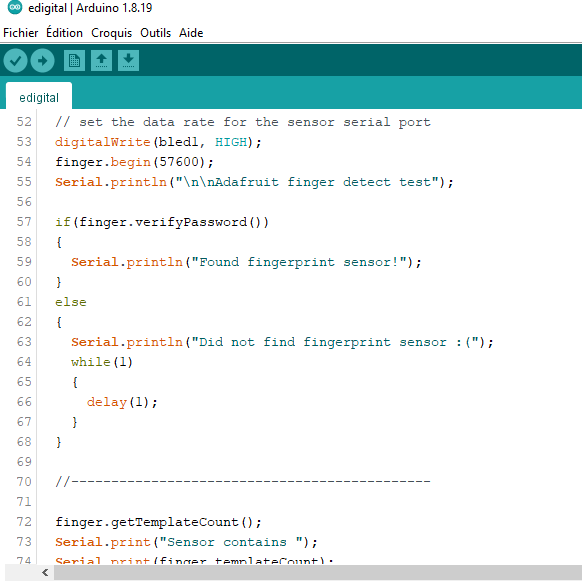 edigital | Arduino 1.8.19
Fichier Édition Croquis Outils Aide
edigital
52 // set the data rate for the sensor serial port
53 digitalWrite(bled1, HIGH);
54 finger.begin(57600);
55 Serial.println("\n\nAdafruit finger detect test");
56
57 if(finger.verifyPassword())
58 {
59 Serial.println("Found fingerprint sensor!");
60 }
61 else
62 {
63 Serial.println("Did not find fingerprint sensor :(");
64 while(1)
65 {
66 delay(1);
67 }
68 }
69
70 //---------------------------------------------
71
72 finger.getTemplateCount();
73 Serial.print("Sensor contains ");
74 Serial.print(finger.templateCount);